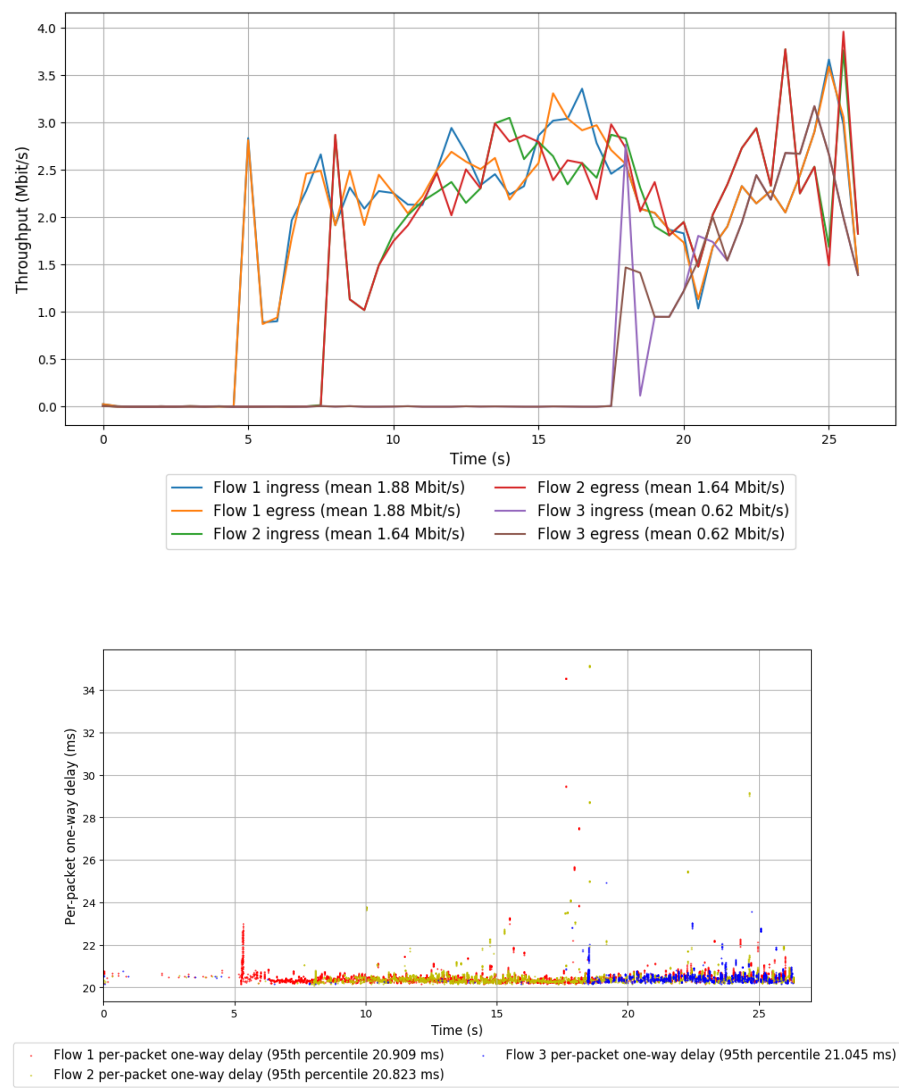 4.0
3.5
3.0
2.5
2.0
1.5
1.0
0.5
0.0
Throughput (Mbit/s)
0 5 10 15 20 25
Time (s)
Flow 1 ingress (mean 1.88 Mbit/s)
Flow 1 egress (mean 1.88 Mbit/s)
Flow 2 ingress (mean 1.64 Mbit/s)
Flow 2 egress (mean 1.64 Mbit/s)
Flow 3 ingress (mean 0.62 Mbit/s)
Flow 3 egress (mean 0.62 Mbit/s)
34
32
30
28
26
24
22
20
Per-packet one-way delay (ms)
0 5 10 15 20 25
Time (s)
Flow 1 per-packet one-way delay (95th percentile 20.909 ms)
Flow 2 per-packet one-way delay (95th percentile 20.823 ms)
Flow 3 per-packet one-way delay (95th percentile 21.045 ms)